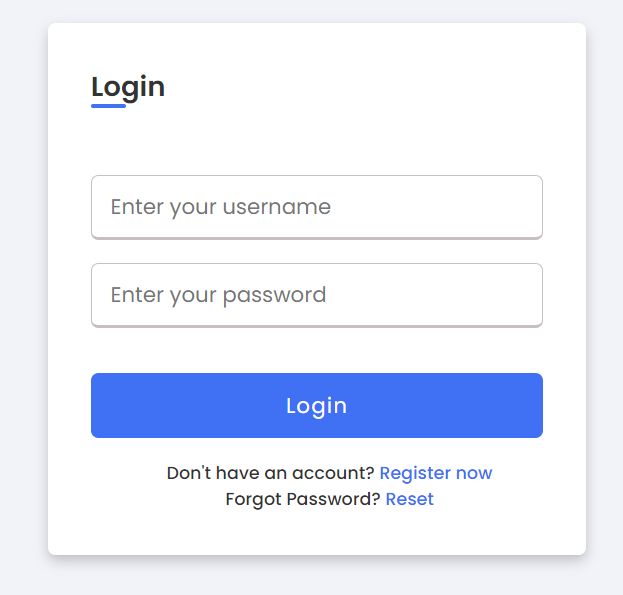 Login
Enter your username
Enter your password
Login
Don't have an account? Register now
Forgot Password? Reset